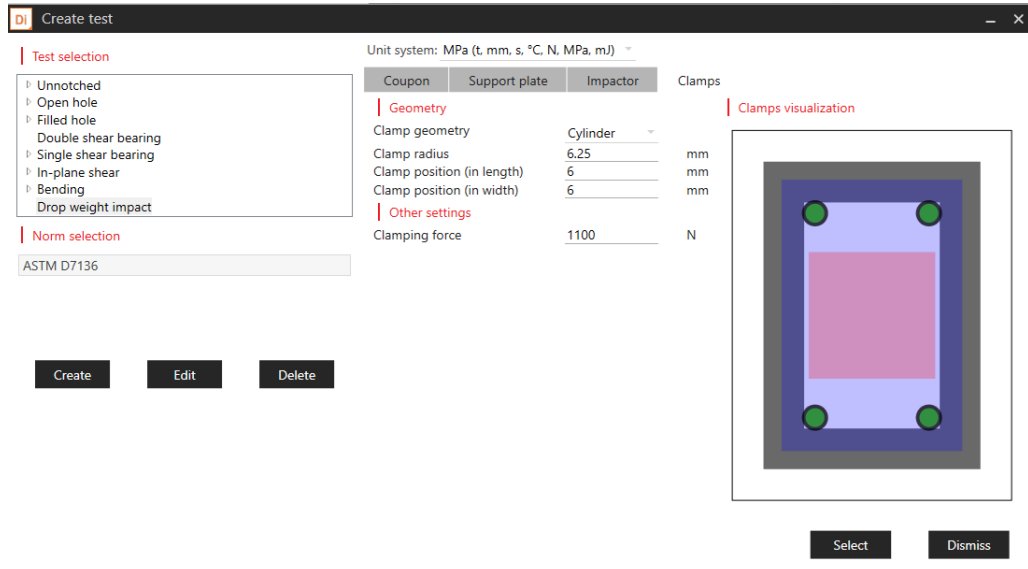 Di Create test
Test selection
Unnotched
Open hole
Filled hole
Double shear bearing
Single shear bearing
In-plane shear
Bending
Drop weight impact
Norm selection
ASTM D7136
Create Edit Delete
Unit system: MPa (t, mm, s, °C, N, MPa, mJ)
Coupon Support plate Impactor Clamps
Geometry
Clamp geometry Cylinder
Clamp radius 6.25 mm
Clamp position (in length) 6 mm
Clamp position (in width) 6 mm
Other settings
Clamping force 1100 N
Clamps visualization
Select Dismiss